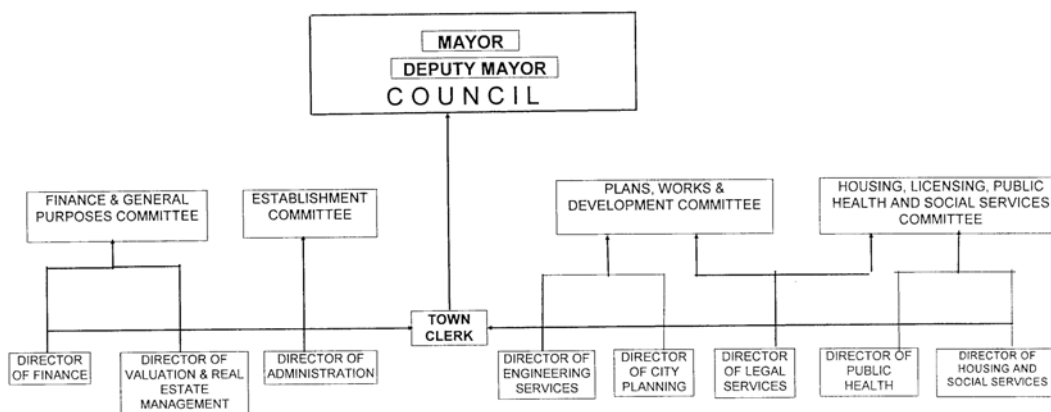 MAYOR
DEPUTY MAYOR
COUNCIL
FINANCE & GENERAL
PURPOSES COMMITTEE
ESTABLISHMENT
COMMITTEE
PLANS, WORKS &
DEVELOPMENT COMMITTEE
HOUSING, LICENSING, PUBLIC
HEALTH AND SOCIAL SERVICES
COMMITTEE
TOWN
CLERK
DIRECTOR
OF FINANCE
DIRECTOR OF
VALUATION & REAL
ESTATE
MANAGEMENT
DIRECTOR OF
ADMINISTRATION
DIRECTOR OF
ENGINEERING
SERVICES
DIRECTOR
OF CITY
PLANNING
DIRECTOR
OF LEGAL
SERVICES
DIRECTOR OF
PUBLIC
HEALTH
DIRECTOR OF
HOUSING AND
SOCIAL SERVICES